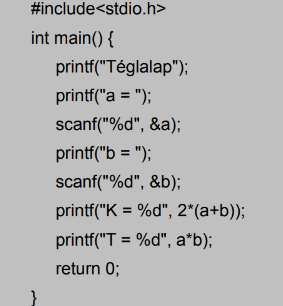 #include<stdio.h>
int main() {
printf("Téglalap");
printf("a = ");
scanf("%d", &a);
printf("b = ");
scanf("%d", &b);
printf("K = %d", 2*(a+b));
printf("T = %d", a*b);
return 0;
}